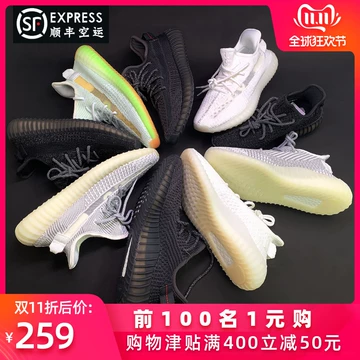 SF EXPRESS
顺丰空运
11.11
全球狂欢节
双11折后价:
¥259
前100名1元购
购物津贴满400立减50元